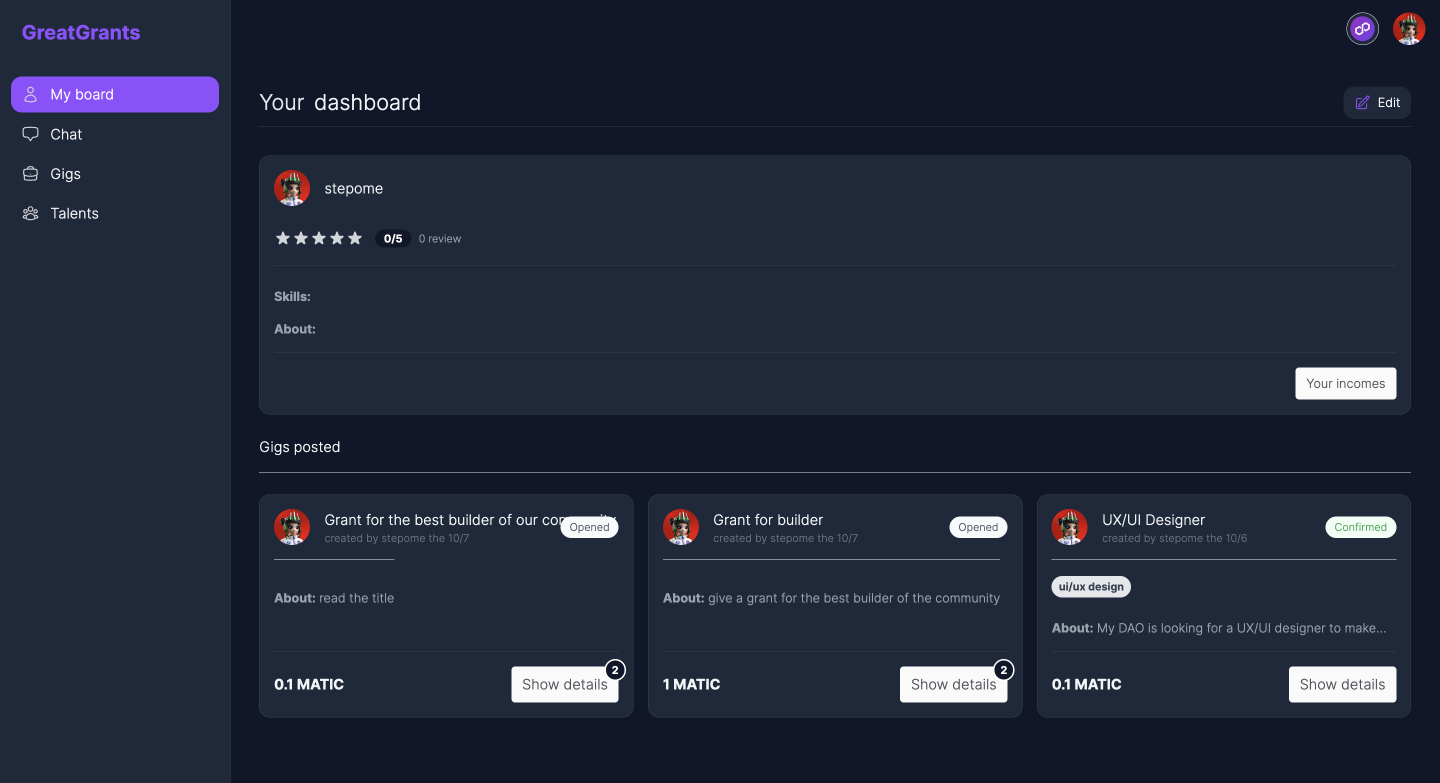 GreatGrants
My board
Chat
Gigs
Talents
Your dashboard
Edit
stepome
0/5 0 review
Skills:
About:
Your incomes
Gigs posted
Grant for the best builder of our
Opened
created by stepome the 10/7
About: read the title
0.1 MATIC
Show details
2
Grant for builder
Opened
created by stepome the 10/7
About: give a grant for the best builder of the community
1 MATIC
Show details
2
UX/UI Designer
Confirmed
created by stepome the 10/6
ui/ux design
About: My DAO is looking for a UX/UI designer to make...
0.1 MATIC
Show details